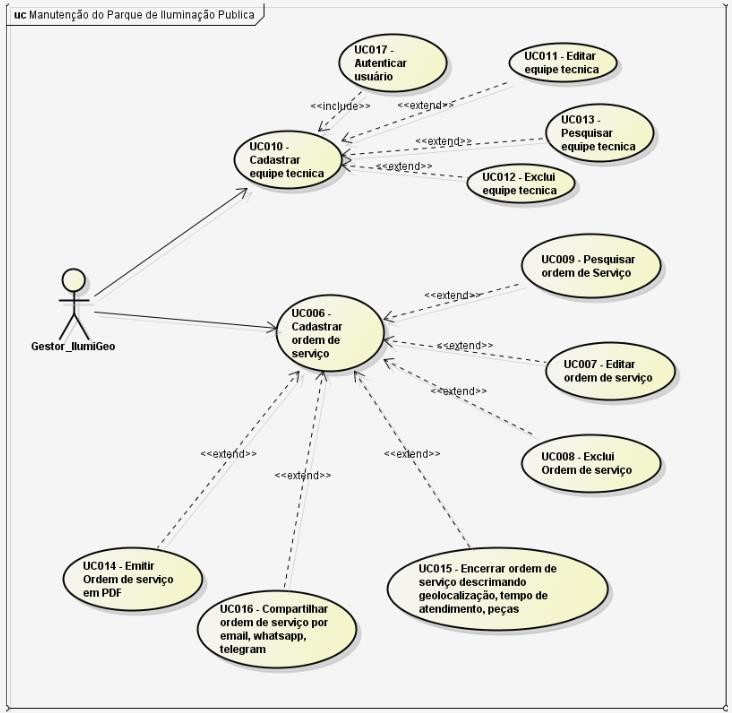 uc Manutenção do Parque de Iluminação Publica
UC017 -
Autenticar
usuário
UC011 - Editar
equipe tecnica
<<include>>
<<extend>>
UC013 -
Pesquisar
equipe tecnica
<<extend>>
UC010 -
Cadastrar
equipe tecnica
<<extend>>
UC012 - Exclui
equipe tecnica
UC009 - Pesquisar
ordem de Serviço
<<extend>>
Gestor_IlumiGeo
UC006 -
Cadastrar
ordem de
serviço
<<extend>>
UC007 - Editar
ordem de serviço
<<extend>>
UC008 - Exclui
Ordem de serviço
<<extend>>
<<extend>>
<<extend>>
UC014 - Emitir
Ordem de serviço
em PDF
UC015 - Encerrar ordem de
serviço descrimando
geolocalização, tempo de
atendimento, peças
UC016 - Compartilhar
ordem de serviço por
email, whatsapp,
telegram